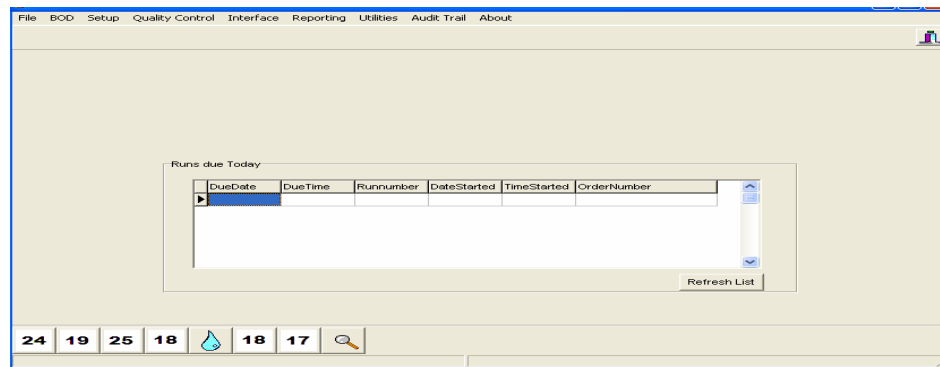 File BOD Setup Quality Control Interface Reporting Utilities Audit Trail About
Runs due Today
DueDate DueTime Runnumber DateStarted TimeStarted OrderNumber
Refresh List
24 19 25 18 18 17